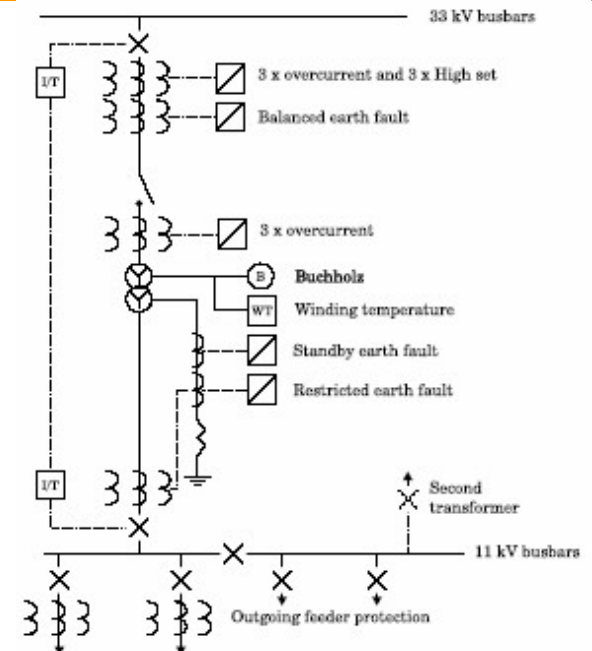 33 kV busbars
I/T
3 x overcurrent and 3 x High set
Balanced earth fault
3 x overcurrent
B
Buchholz
WT
Winding temperature
Standby earth fault
Restricted earth fault
I/T
Second
transformer
11 kV busbars
Outgoing feeder protection